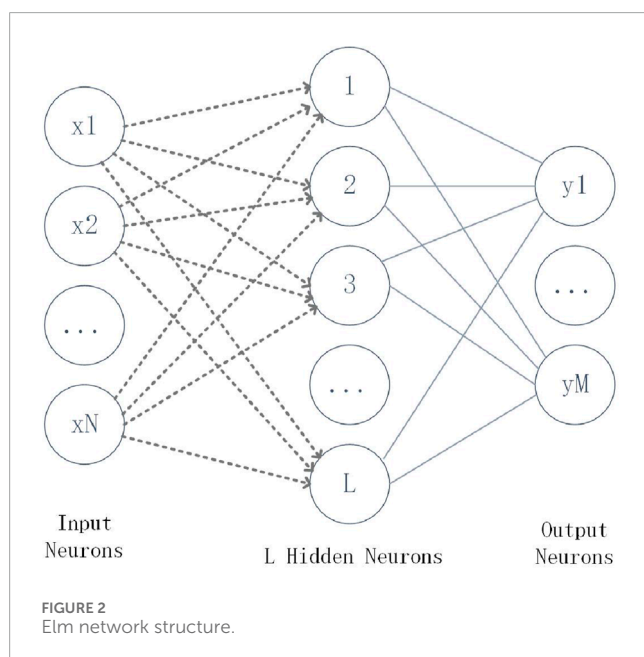 x1
x2
...
xN
1
2
3
...
L
y1
...
yM
Input
Neurons
L Hidden Neurons
Output
Neurons
FIGURE 2
Elm network structure.